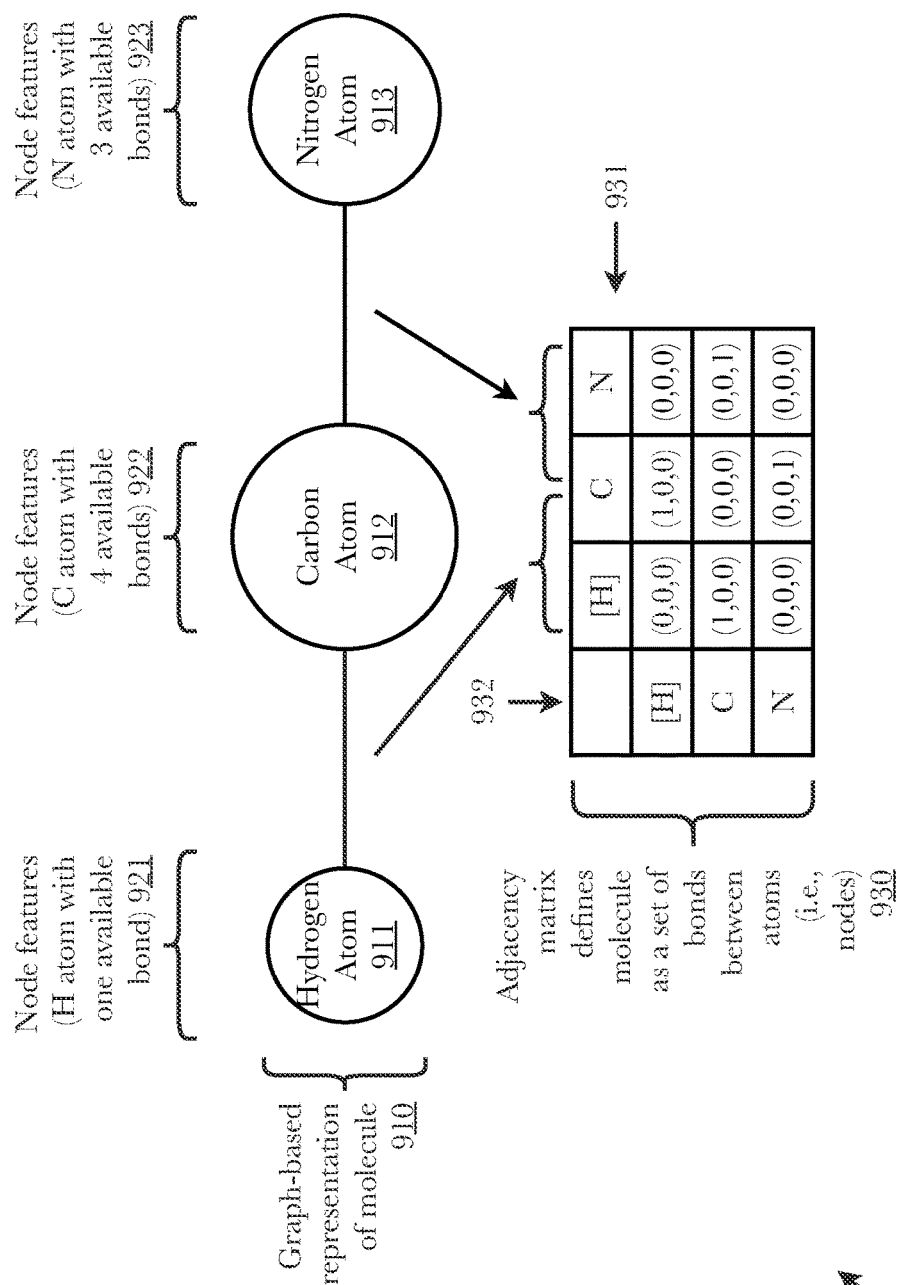 Node features
(H atom with
one available
bond) 921
Node features
(C atom with
4 available
bonds) 922
Node features
(N atom with
3 available
bonds) 923
Graph-based
representation
of molecule
910
Hydrogen
Atom
911
Carbon
Atom
912
Nitrogen
Atom
913
Adjacency
matrix
defines
molecule
as a set of
bonds
between
atoms
(i.e.,
nodes)
930
932
931
[H] C N
[H] (0,0,0) (1,0,0) (0,0,0)
C (1,0,0) (0,0,0) (0,0,1)
N (0,0,0) (0,0,1) (0,0,0)